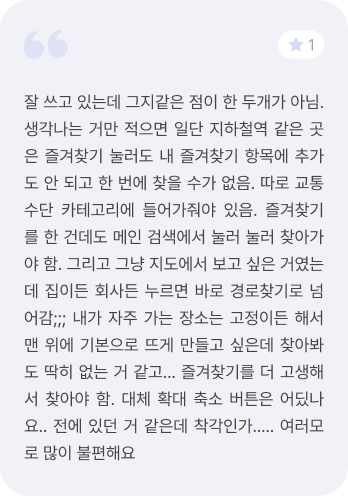 1
잘 쓰고 있는데 그지같은 점이 한 두개가 아님.
생각나는 거만 적으면 일단 지하철역 같은 곳
은 즐겨찾기 눌러도 내 즐겨찾기 항목에 추가
도 안 되고 한 번에 찾을 수가 없음. 따로 교통
수단 카테고리에 들어가줘야 있음. 즐겨찾기
를 한 건데도 메인 검색에서 눌러 눌러 찾아가
야 함. 그리고 그냥 지도에서 보고 싶은 거였는
데 집이든 회사든 누르면 바로 경로찾기로 넘
어감;;; 내가 자주 가는 장소는 고정이든 해서
맨 위에 기본으로 뜨게 만들고 싶은데 찾아봐
도 딱히 없는 거 같고... 즐겨찾기를 더 고생해
서 찾아야 함. 대체 확대 축소 버튼은 어딨나
요.. 전에 있던 거 같은데 착각인가..... 여러모
로 많이 불편해요